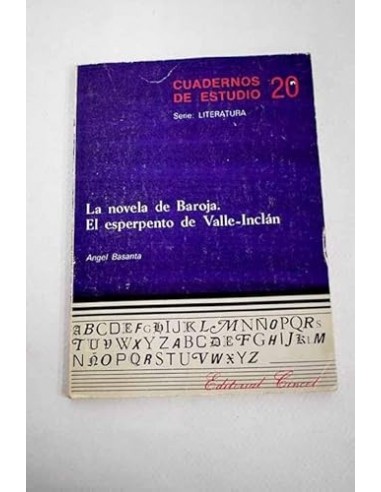 CUADERNOS
DE ESTUDIO 20
Serie: LITERATURA
La novela de Baroja.
El esperpento de Valle-Inclán
Angel Basanta
ABCDEFGHIJKLMNÑOPQRS
TUVWXYZABCDEFGHIJKLM
NÑOPQRSTUVWXYZ
Editorial Cincel